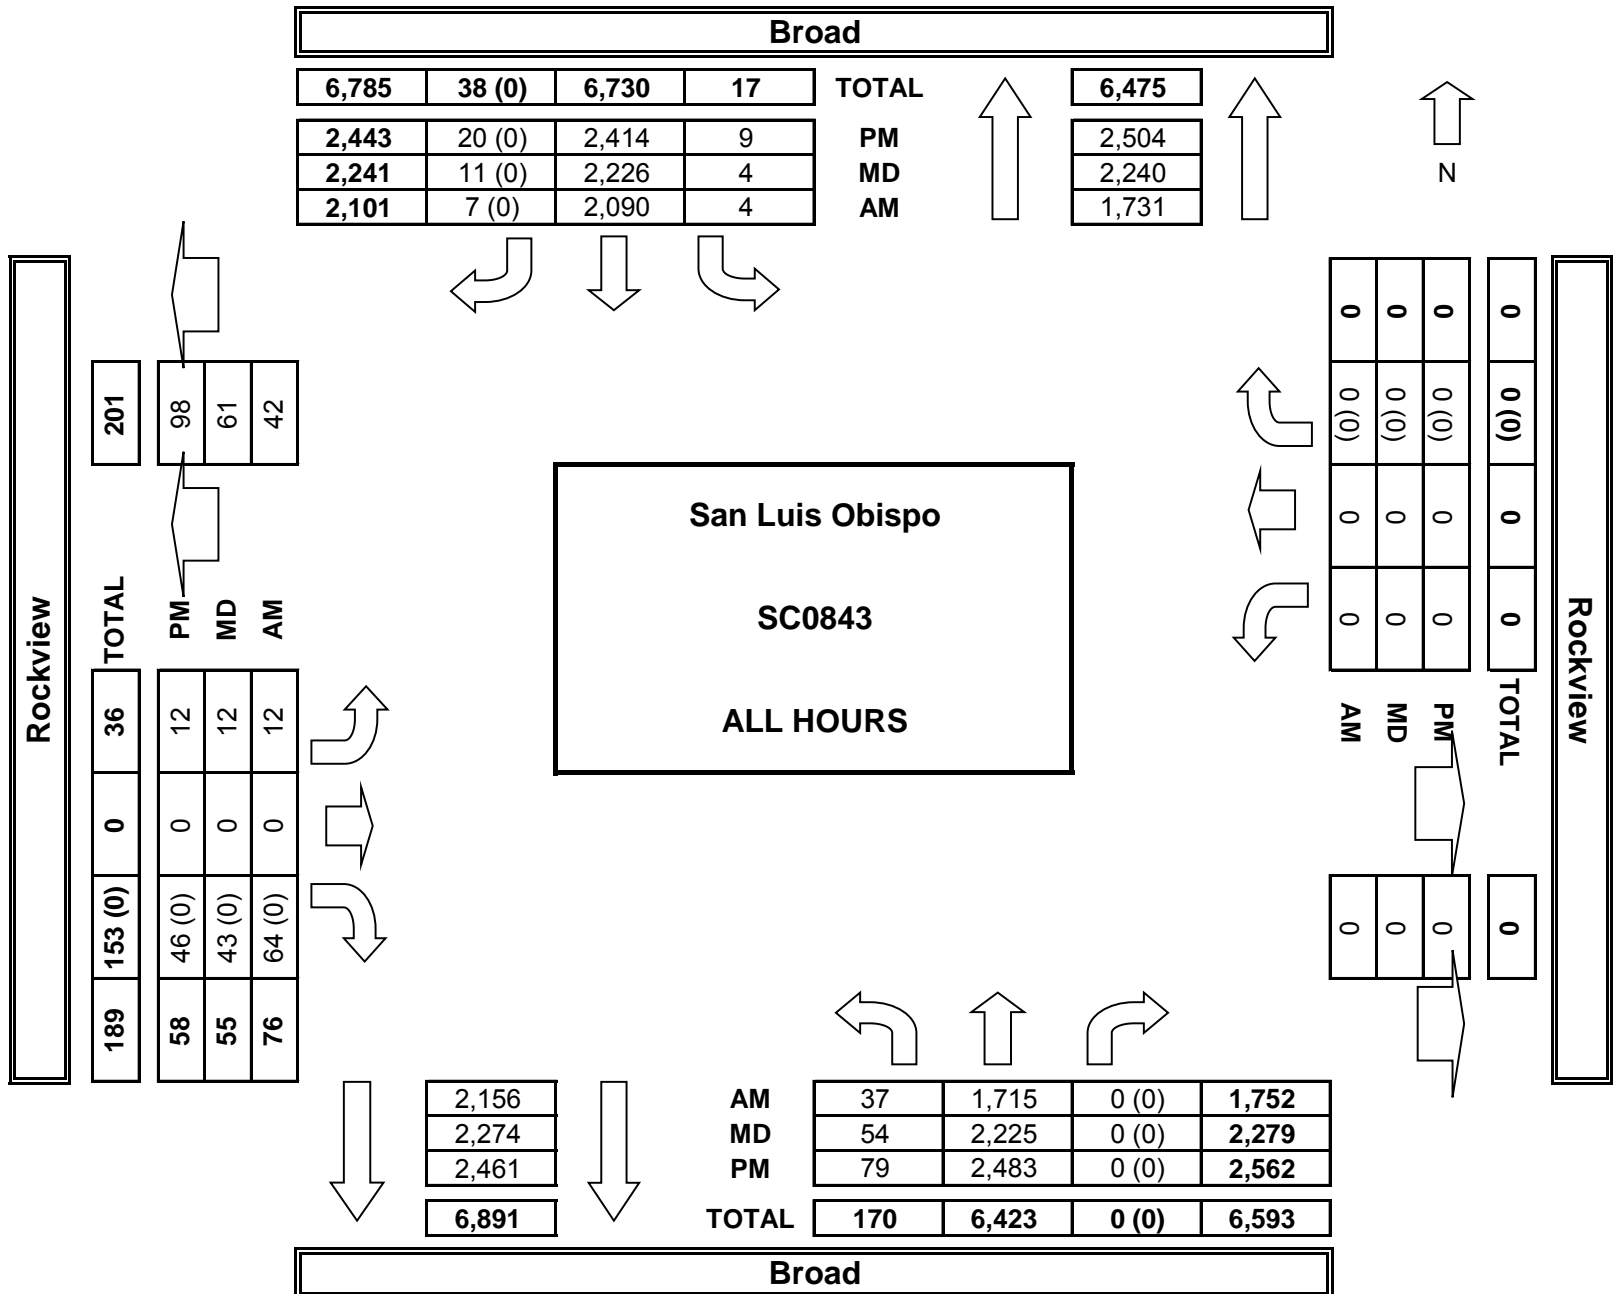 Broad
6,785 38 (0) 6,730 17 TOTAL 6,475
2,443 20 (0) 2,414 9 PM 2,504
2,241 11 (0) 2,226 4 MD 2,240
2,101 7 (0) 2,090 4 AM 1,731
N
Rockview
201 98 61 42
TOTAL PM MD AM
36 12 12 12
0 0 0 0
153 (0) 46 (0) 43 (0) 64 (0)
189 58 55 76
San Luis Obispo
SC0843
ALL HOURS
0 0 0 0
0 (0) 0 (0) 0 (0) 0 (0)
0 0 0 0
0 0 0 0
AM MD PM TOTAL
0 0 0 0
Rockview
2,156 AM 37 1,715 0 (0) 1,752
2,274 MD 54 2,225 0 (0) 2,279
2,461 PM 79 2,483 0 (0) 2,562
6,891 TOTAL 170 6,423 0 (0) 6,593
Broad